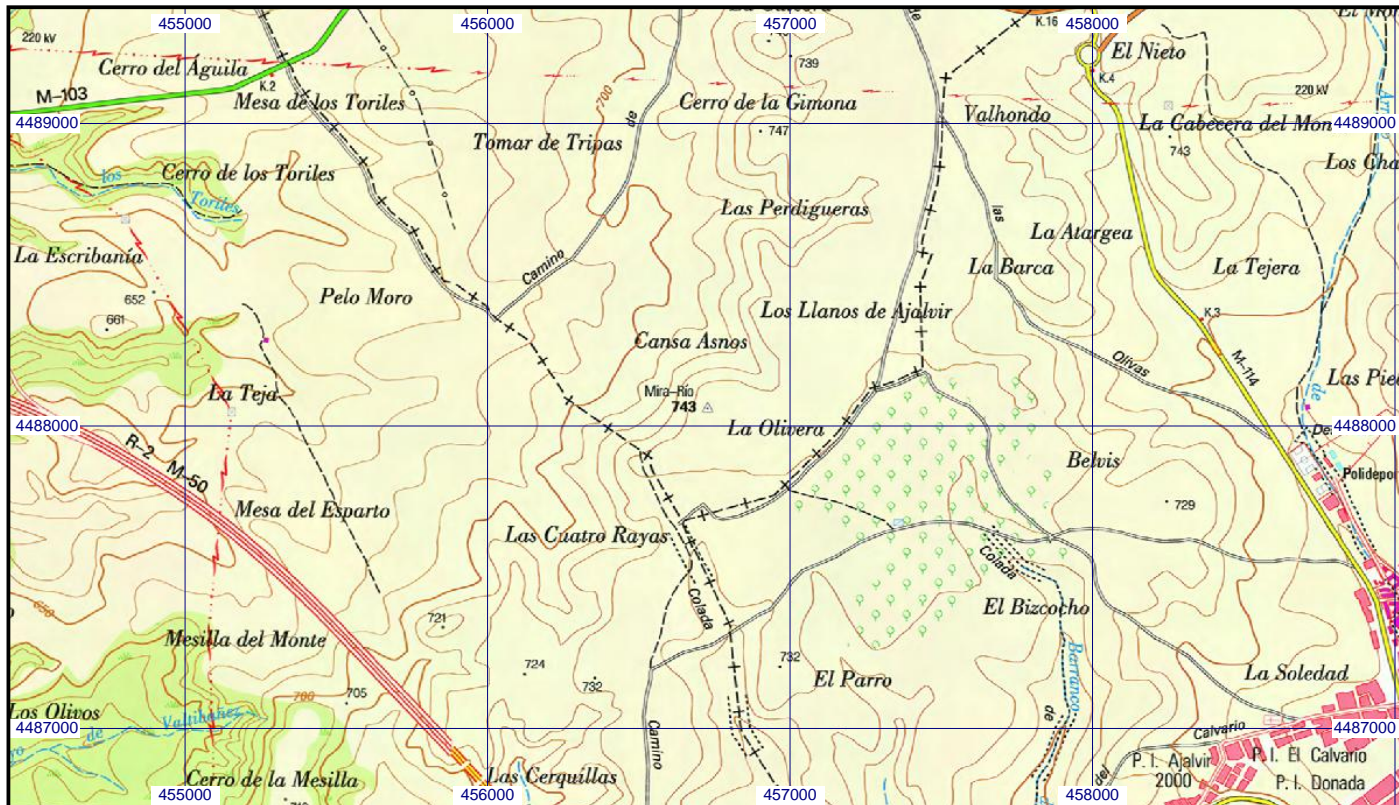 455000
456000
457000
458000
K.16
220 kV
Cerro del Águila
739
El Nieto
K.4
K.2
M-103
Mesa de los Toriles
700
Cerro de la Gimona
Valhondo
220 kV
4489000
747
La Cabecera del Mon
4489000
de
Tomar de Tripas
743
Los Cha
los
Cerro de los Toriles
Toriles
Las Perdigueras
las
La Atargea
La Escribanía
Camino
La Barca
La Tejera
652
661
Pelo Moro
Los Llanos de Ajalvir
K.3
Cansa Asnos
Olivas
M-114
La Teja
Mira-Río
743
de
Las Pie
4488000
La Olivera
4488000
R-2
M-50
Belvis
Polidepor
Mesa del Esparto
729
Las Cuatro Rayas
Colada
650
721
Colada
El Bizcocho
Mesilla del Monte
724
732
732
Barranco
700
705
El Parro
La Soledad
Los Olivos
Valtibáñez
de
Camino
de
4487000
Calvario
4487000
del
P. I. Ajalvir
2000
P. I. El Calvario
P. I. Donada
Cerro de la Mesilla
Las Cerquillas
455000
456000
457000
458000